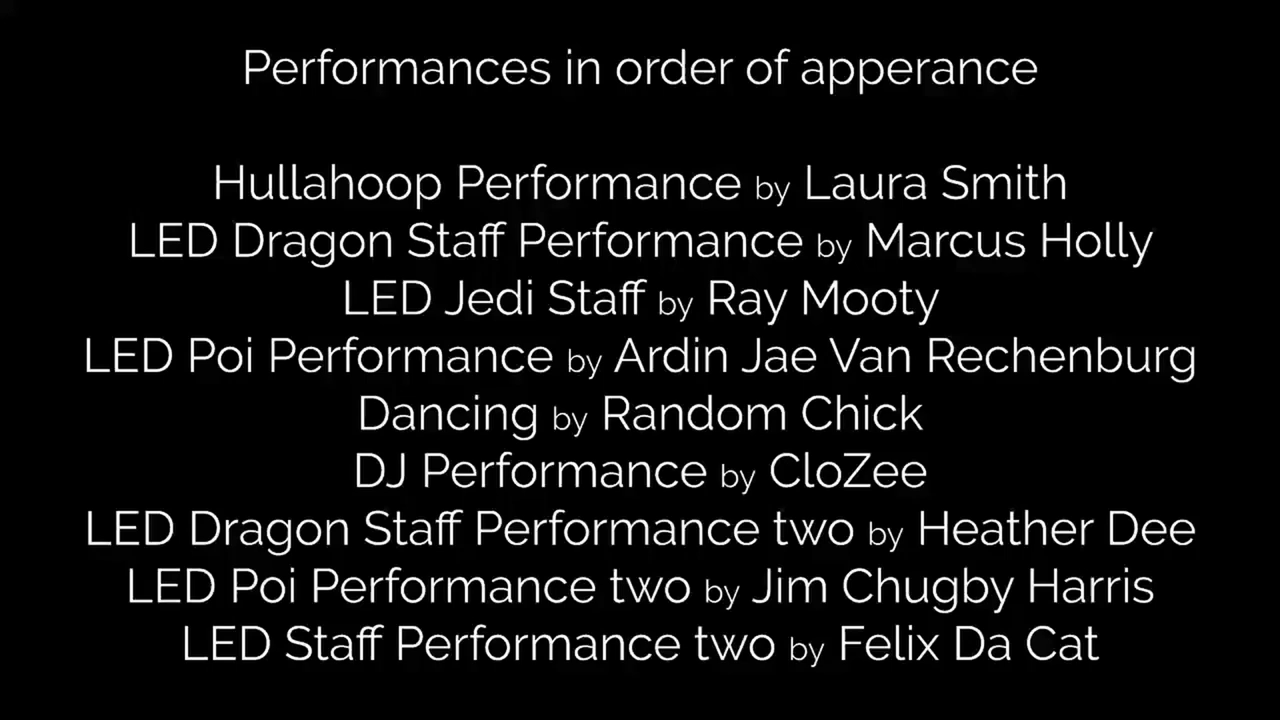 Performances in order of apperance
Hullahoop Performance by Laura Smith
LED Dragon Staff Performance by Marcus Holly
LED Jedi Staff by Ray Mooty
LED Poi Performance by Ardin Jae Van Rechenburg
Dancing by Random Chick
DJ Performance by CloZee
LED Dragon Staff Performance two by Heather Dee
LED Poi Performance two by Jim Chugby Harris
LED Staff Performance two by Felix Da Cat